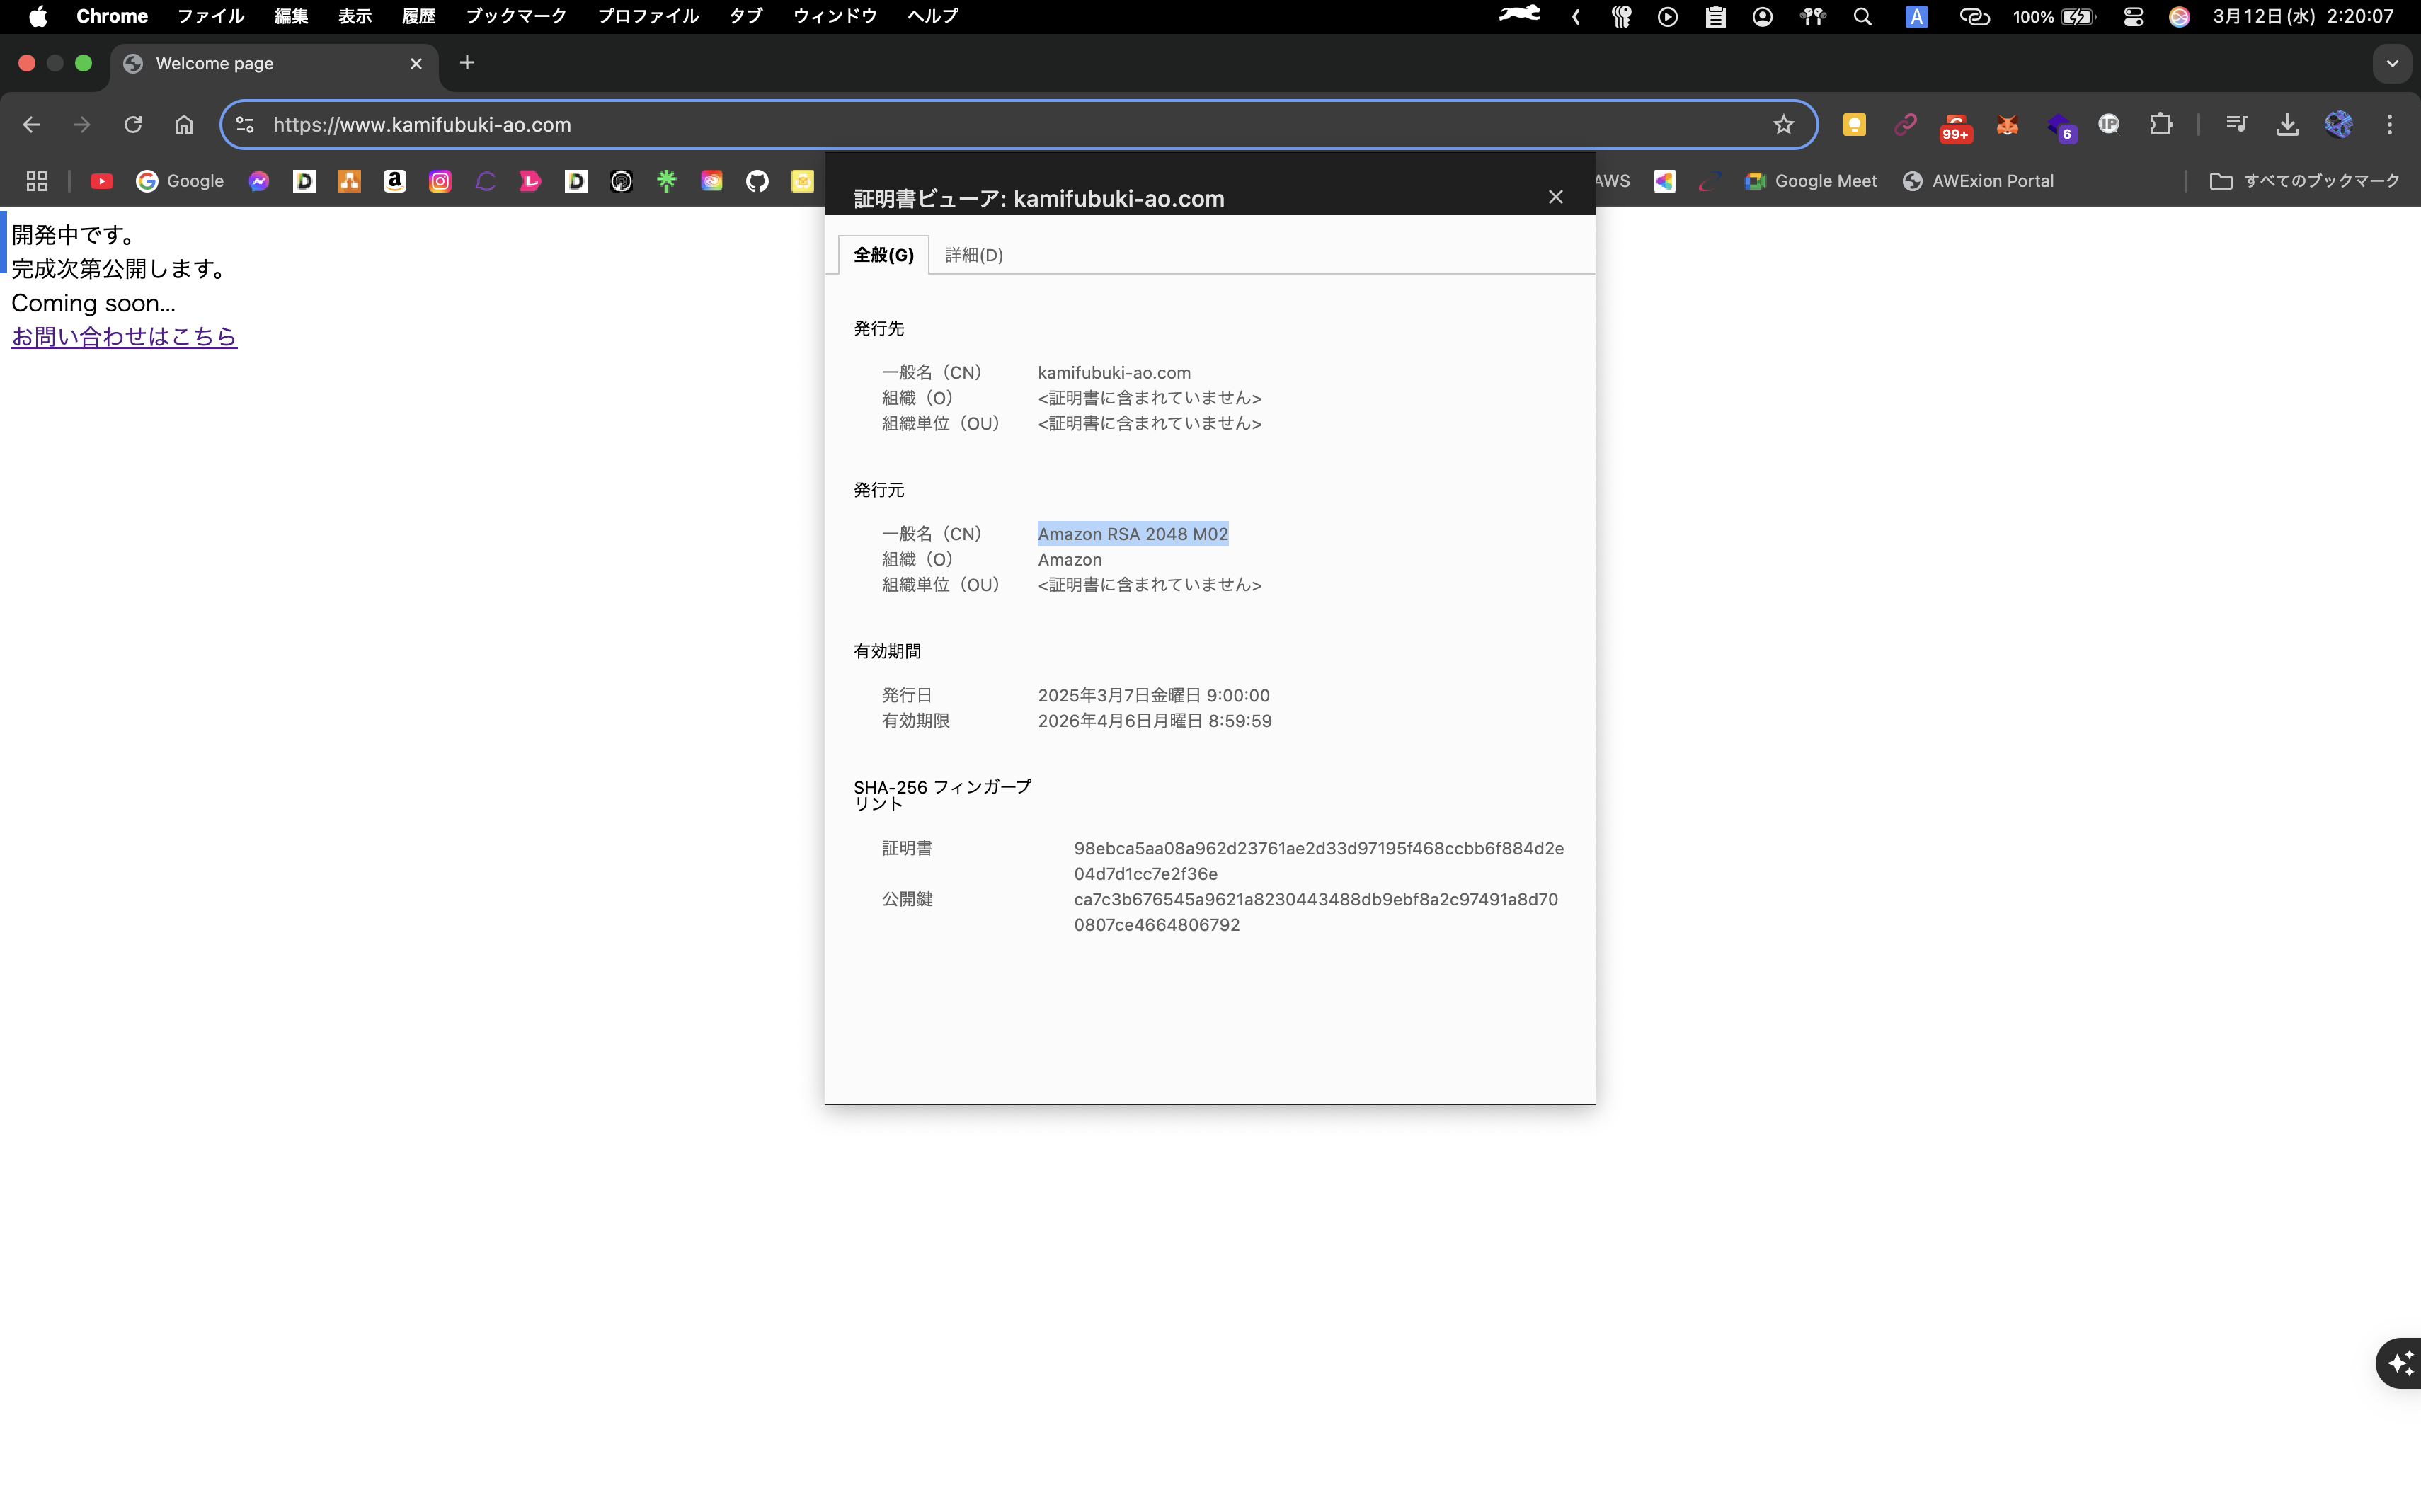 Chrome ファイル 編集 表示 履歴 ブックマーク プロファイル タブ ウィンドウ ヘルプ A 100% 3月12日(水) 2:20:07
Welcome page
https://www.kamifubuki-ao.com 99+ 6 IP
Google AWS Google Meet AWExion Portal すべてのブックマーク
開発中です。
完成次第公開します。
Coming soon...
お問い合わせはこちら
証明書ビューア: kamifubuki-ao.com
全般(G) 詳細(D)
発行先
一般名（CN） kamifubuki-ao.com
組織（O） <証明書に含まれていません>
組織単位（OU） <証明書に含まれていません>
発行元
一般名（CN） Amazon RSA 2048 M02
組織（O） Amazon
組織単位（OU） <証明書に含まれていません>
有効期間
発行日 2025年3月7日金曜日 9:00:00
有効期限 2026年4月6日月曜日 8:59:59
SHA-256 フィンガープ
リント
証明書 98ebca5aa08a962d23761ae2d33d97195f468ccbb6f884d2e
04d7d1cc7e2f36e
公開鍵 ca7c3b676545a9621a8230443488db9ebf8a2c97491a8d70
0807ce4664806792